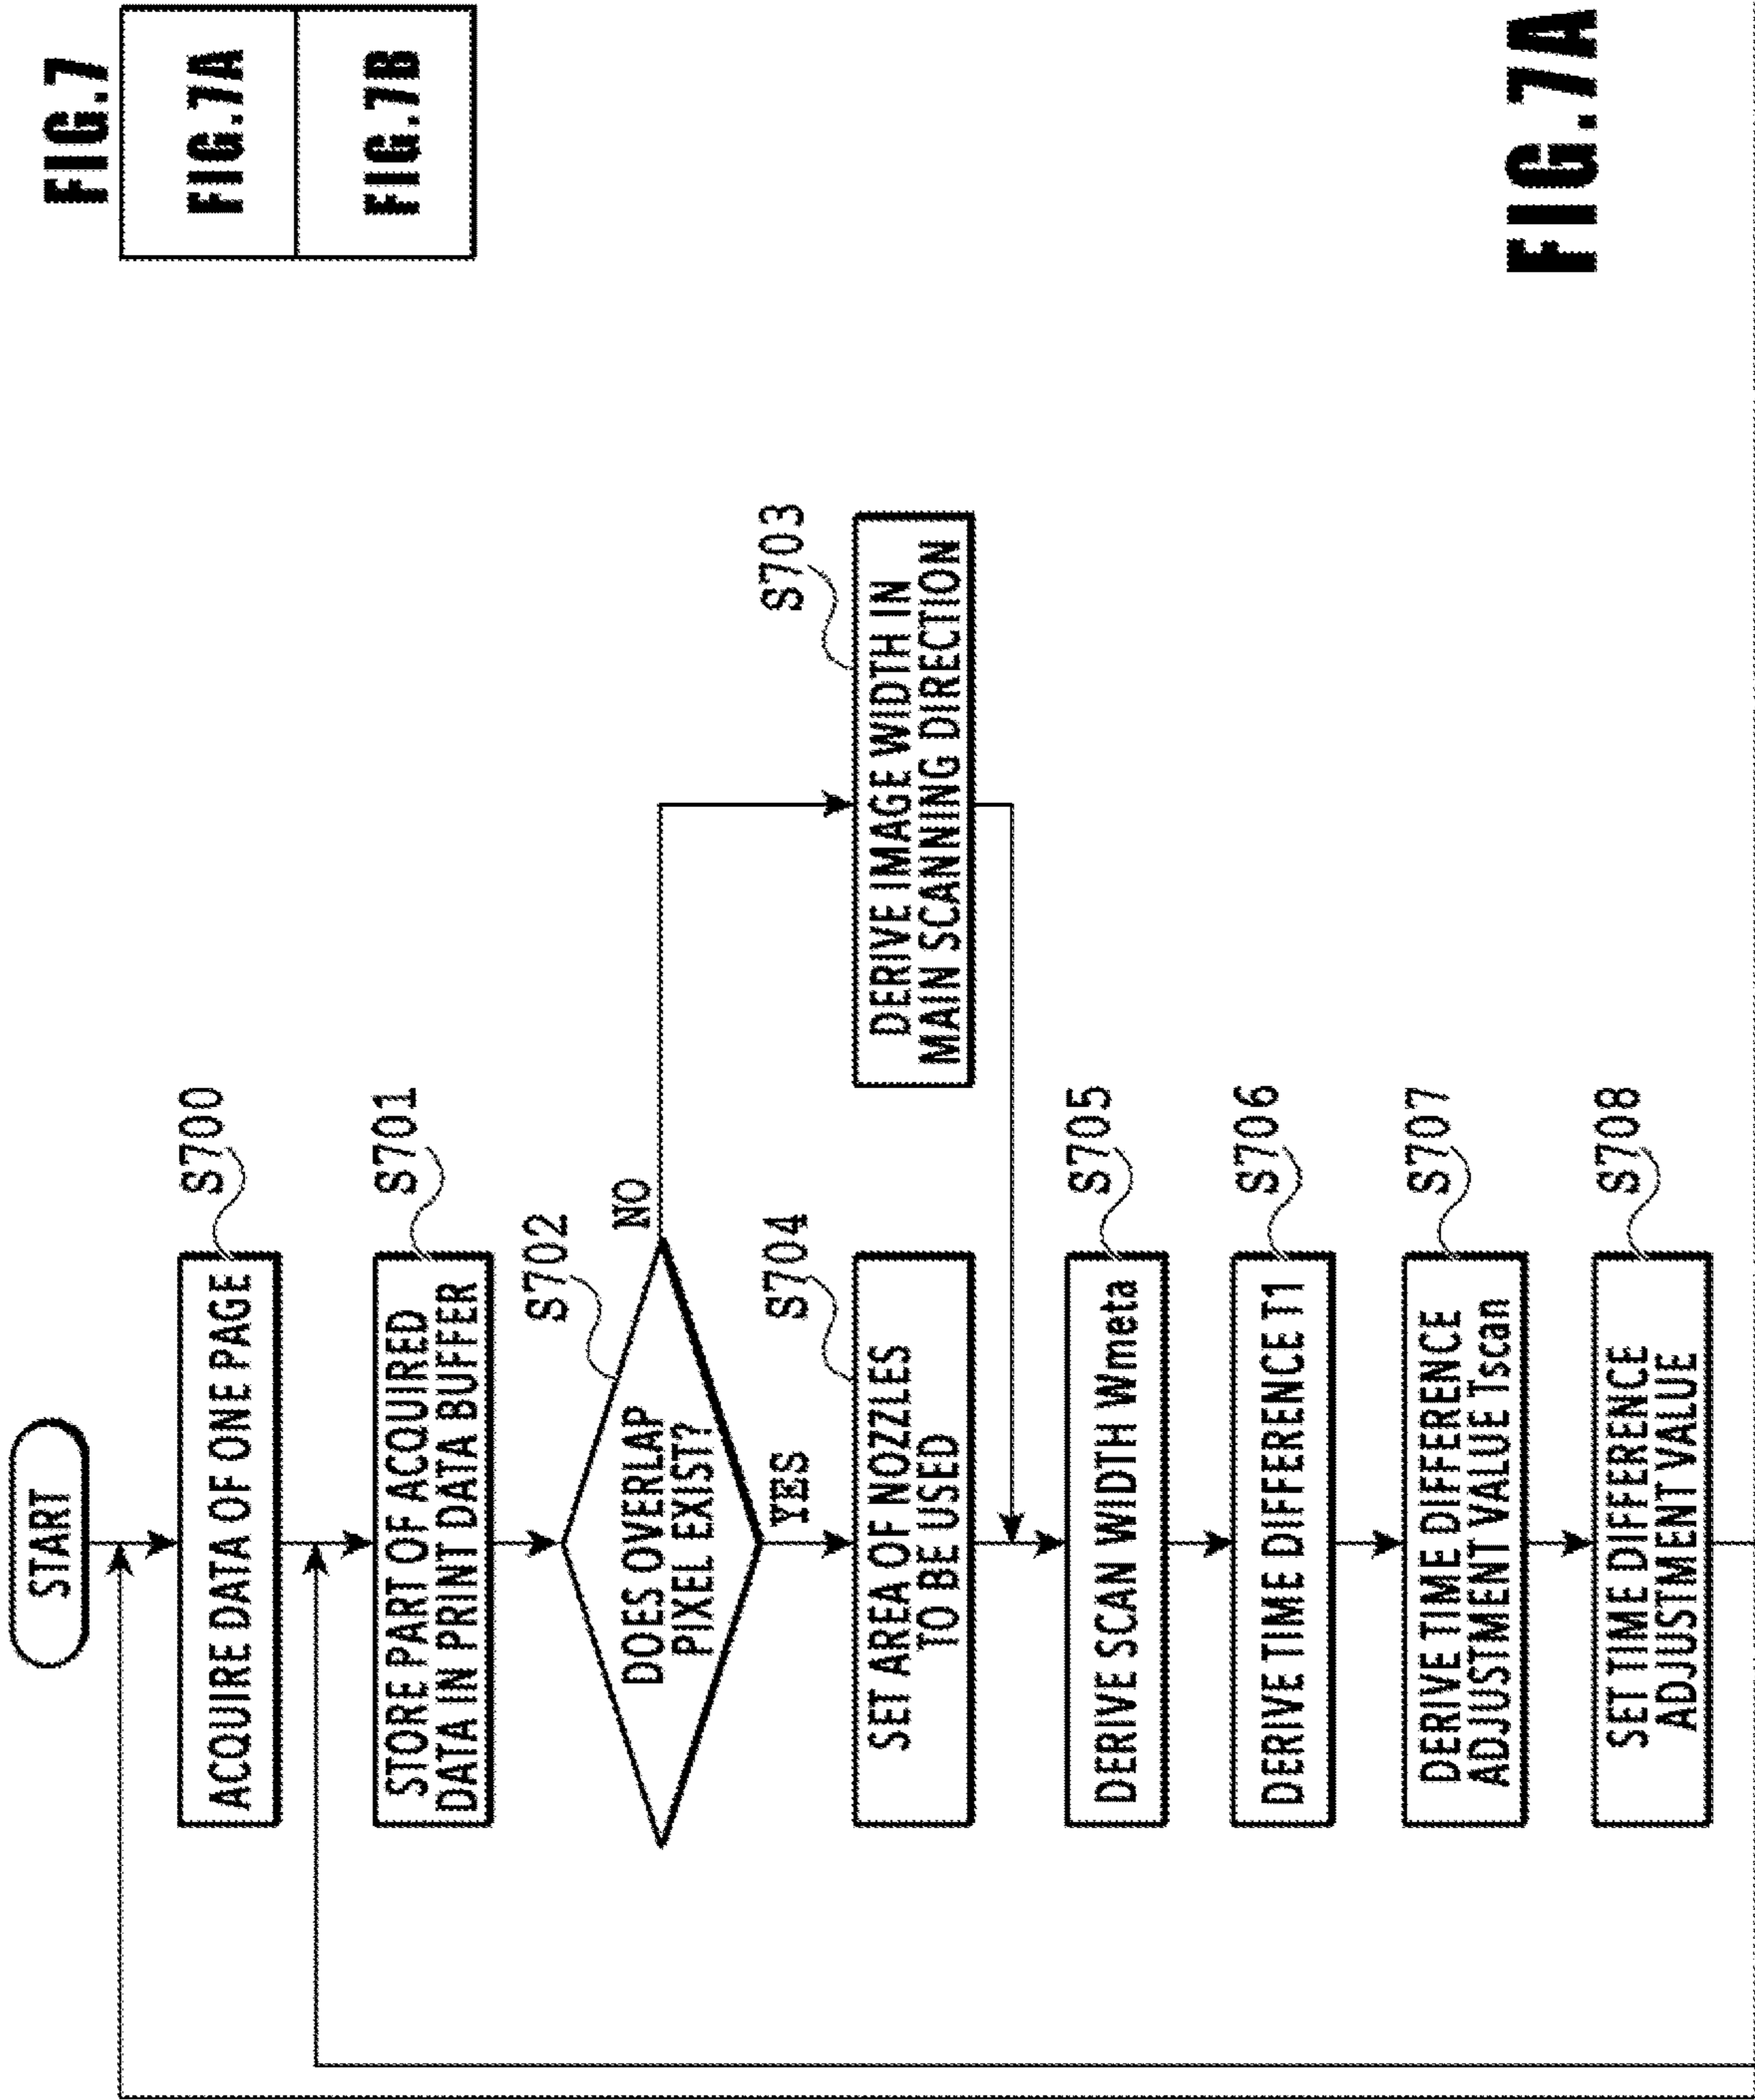 FIG.7
FIG.7A
FIG.7B
START
ACQUIRE DATA OF ONE PAGE
S700
STORE PART OF ACQUIRED
DATA IN PRINT DATA BUFFER
S701
DOES OVERLAP
PIXEL EXIST?
S702
NO
YES
DERIVE IMAGE WIDTH IN
MAIN SCANNING DIRECTION
S703
SET AREA OF NOZZLES
TO BE USED
S704
DERIVE SCAN WIDTH Wmeta
S705
DERIVE TIME DIFFERENCE T1
S706
DERIVE TIME DIFFERENCE
ADJUSTMENT VALUE Tscan
S707
SET TIME DIFFERENCE
ADJUSTMENT VALUE
S708
FIG.7A